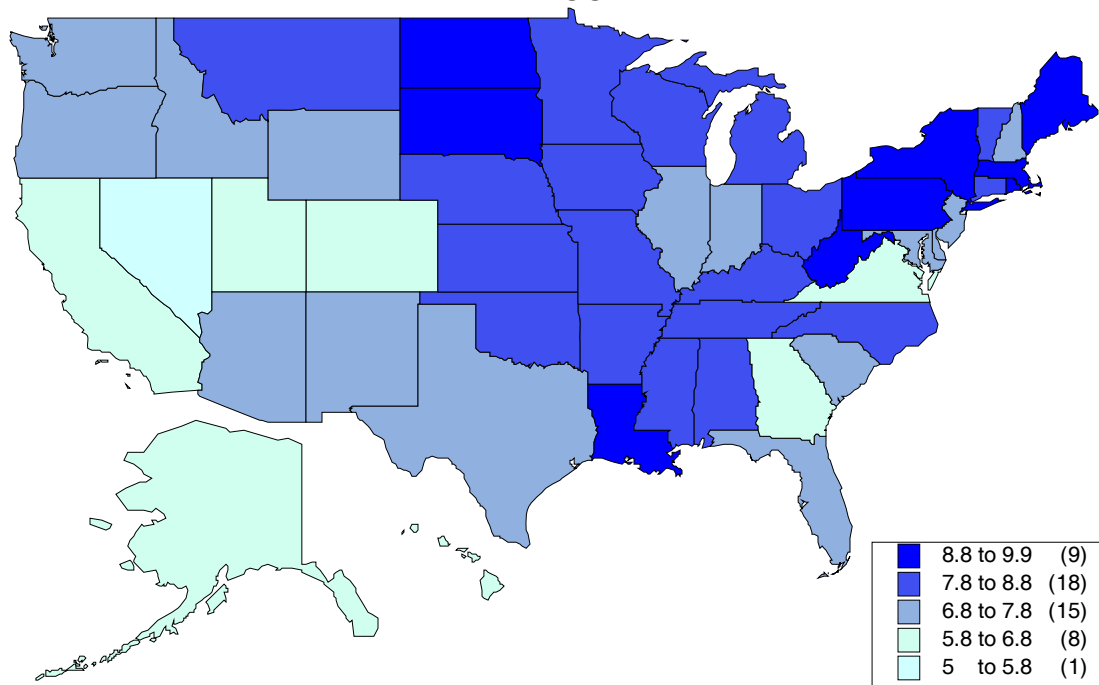 8.8 to 9.9 (9)
7.8 to 8.8 (18)
6.8 to 7.8 (15)
5.8 to 6.8 (8)
5 to 5.8 (1)